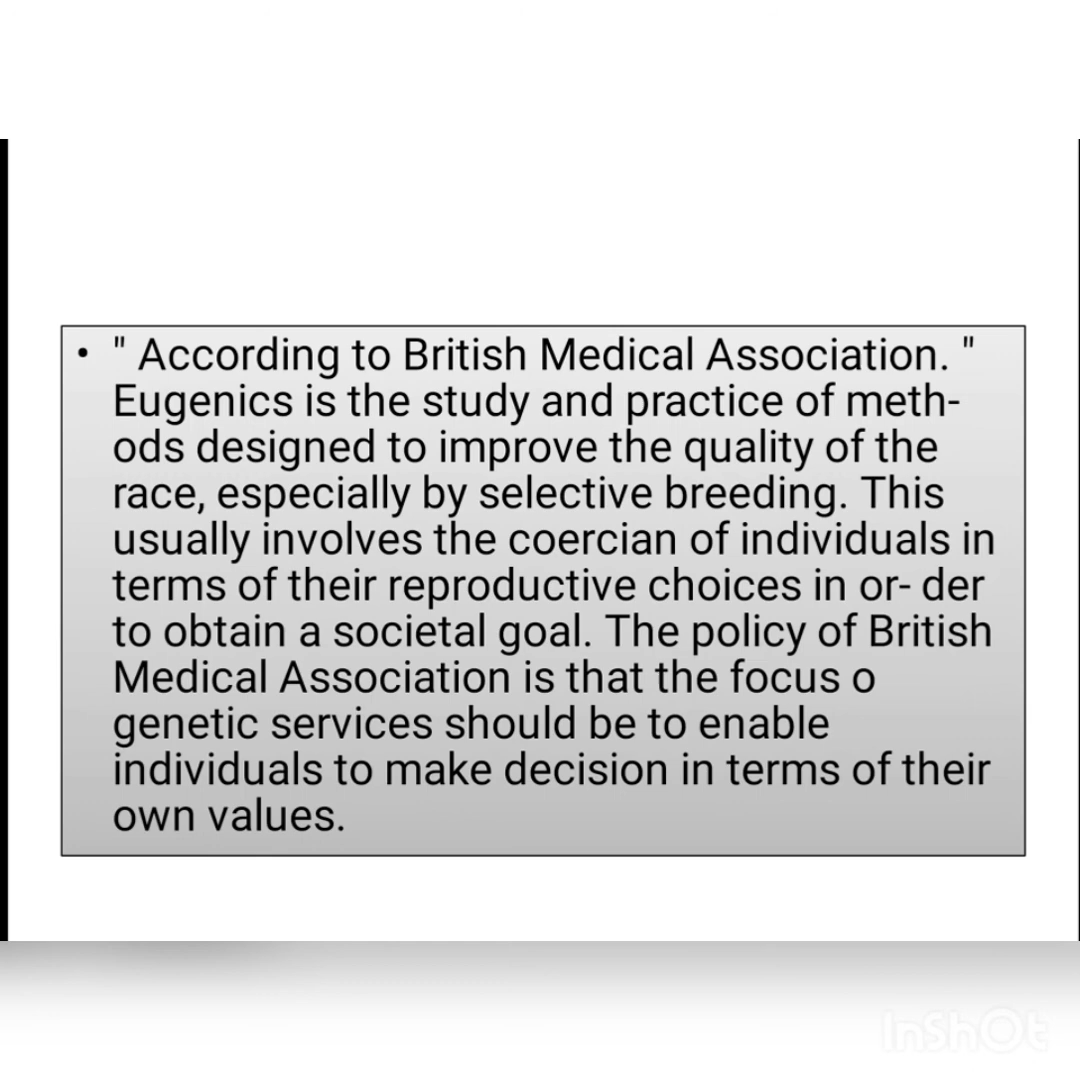 • " According to British Medical Association. "
Eugenics is the study and practice of meth-
ods designed to improve the quality of the
race, especially by selective breeding. This
usually involves the coercian of individuals in
terms of their reproductive choices in or- der
to obtain a societal goal. The policy of British
Medical Association is that the focus o
genetic services should be to enable
individuals to make decision in terms of their
own values.
InShOt